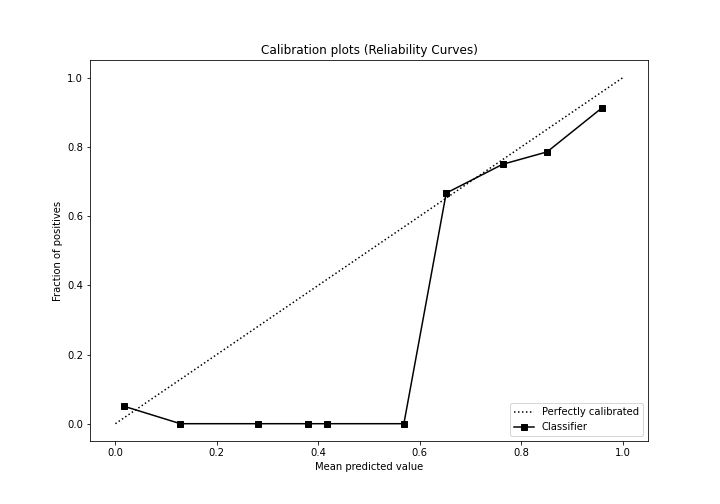 Calibration plots (Reliability Curves)
1.0
0.8
0.6
0.4
0.2
0.0
Fraction of positives
Perfectly calibrated
Classifier
0.0 0.2 0.4 0.6 0.8 1.0
Mean predicted value